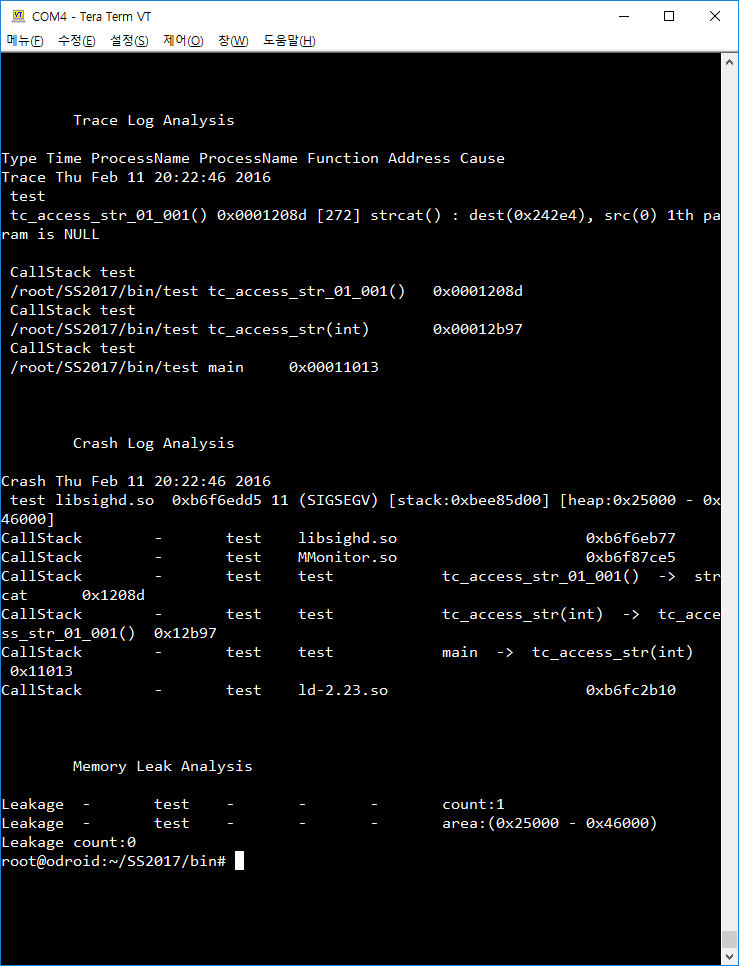 COM4 - Tera Term VT
메뉴(F) 수정(E) 설정(S) 제어(O) 창(W) 도움말(H)
Trace Log Analysis
Type Time ProcessName ProcessName Function Address Cause
Trace Thu Feb 11 20:22:46 2016
test
tc_access_str_01_001() 0x0001208d [272] strcat() : dest(0x242e4), src(0) 1th pa
ram is NULL
CallStack test
/root/SS2017/bin/test tc_access_str_01_001() 0x0001208d
CallStack test
/root/SS2017/bin/test tc_access_str(int) 0x00012b97
CallStack test
/root/SS2017/bin/test main 0x00011013
Crash Log Analysis
Crash Thu Feb 11 20:22:46 2016
test libsighd.so 0xb6f6edd5 11 (SIGSEGV) [stack:0xbee85d00] [heap:0x25000 - 0x
46000]
CallStack - test libsighd.so 0xb6f6eb77
CallStack - test MMonitor.so 0xb6f87ce5
CallStack - test test tc_access_str_01_001() -> str
cat 0x1208d
CallStack - test test tc_access_str(int) -> tc_acce
ss_str_01_001() 0x12b97
CallStack - test test main -> tc_access_str(int)
0x11013
CallStack - test ld-2.23.so 0xb6fc2b10
Memory Leak Analysis
Leakage - test - - - count:1
Leakage - test - - - area:(0x25000 - 0x46000)
Leakage count:0
root@odroid:~/SS2017/bin#